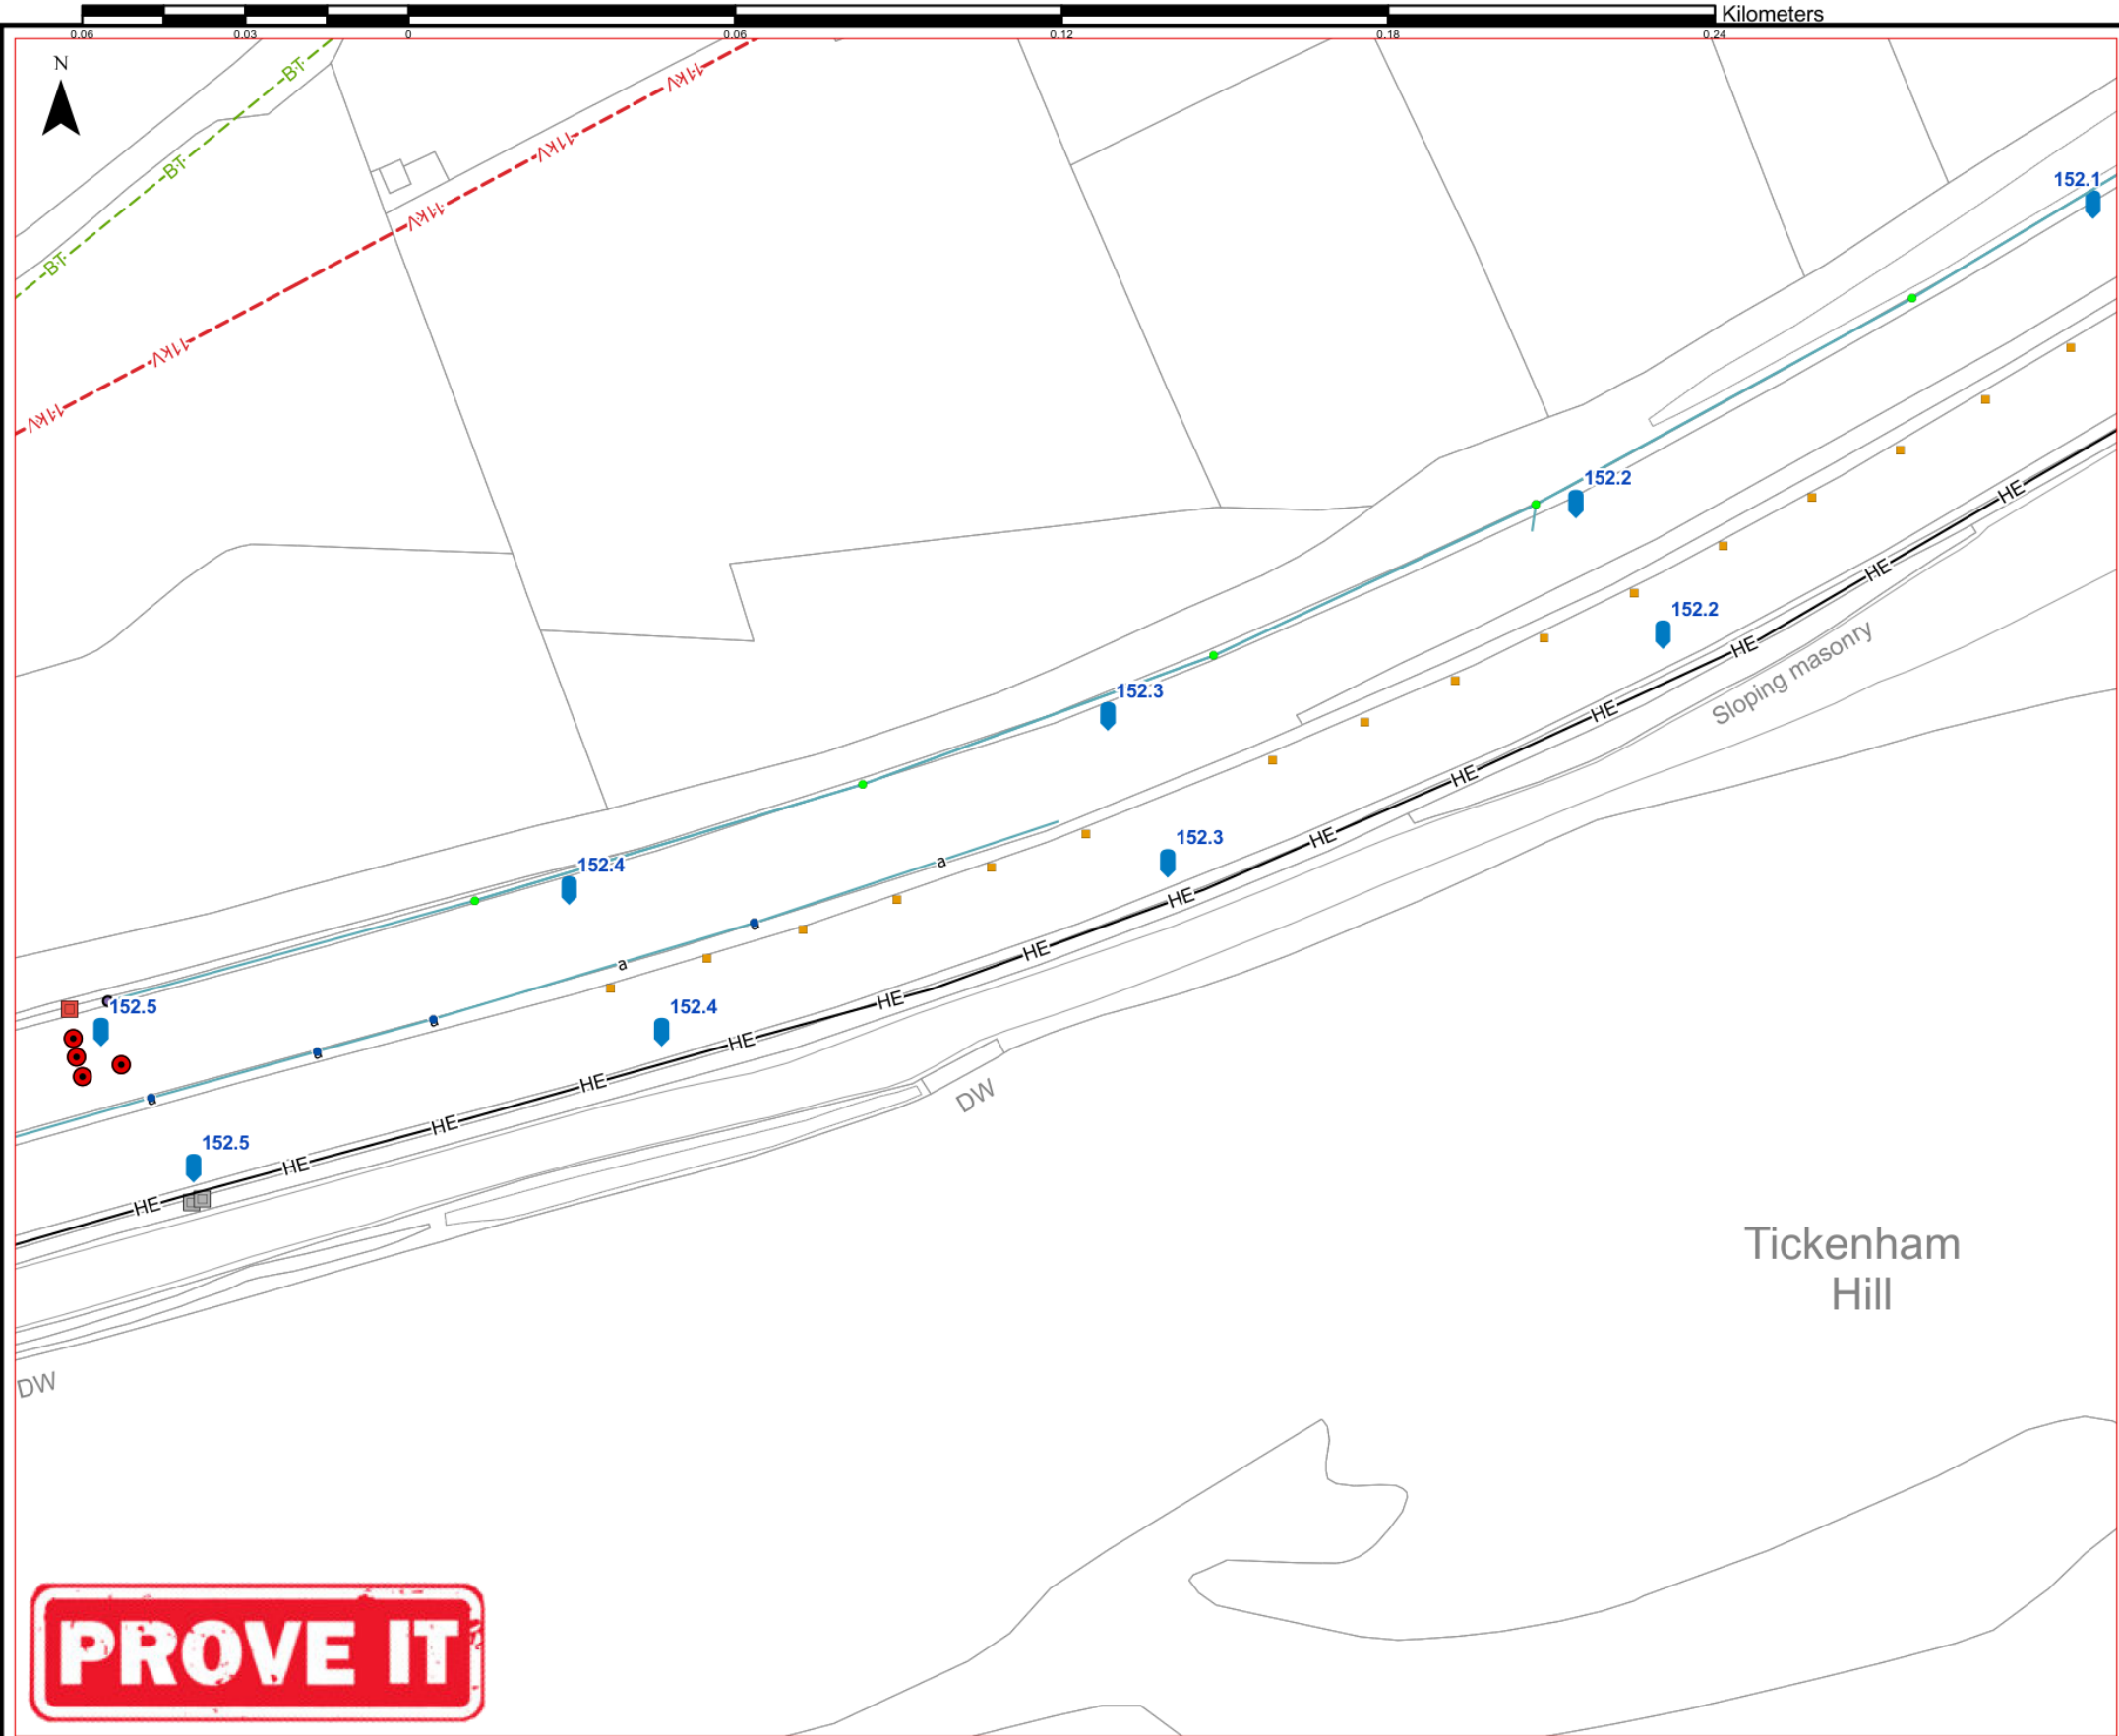 Kilometers
0.06
0.03
0
0.06
0.12
0.18
0.24
N
BT
BT
BT
11kV
11kV
11kV
11kV
11kV
152.1
152.2
HE
HE
152.2
Sloping masonry
HE
152.3
HE
HE
152.3
HE
152.4
a
HE
HE
a
HE
152.5
152.4
a
HE
a
a
HE
a
DW
HE
152.5
HE
HE
Tickenham
Hill
DW
PROVE IT